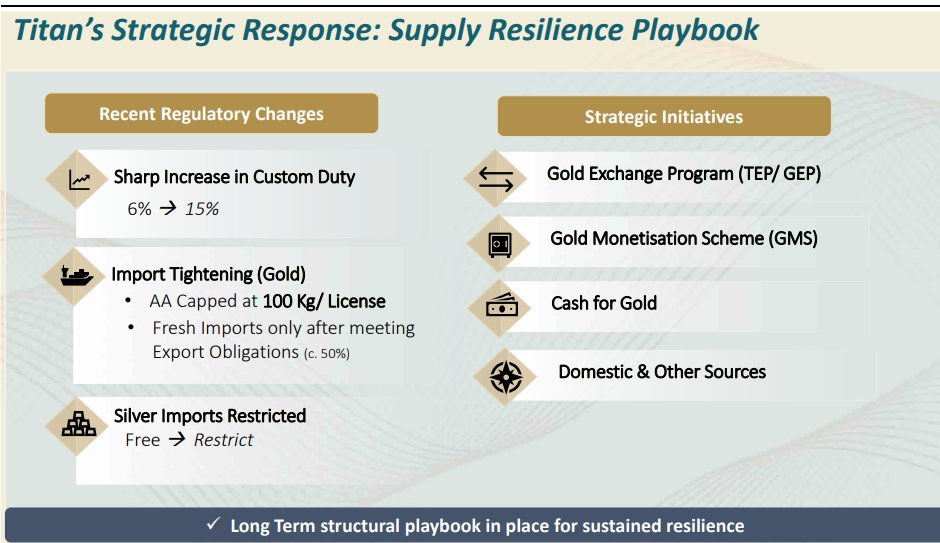 Titan's Strategic Response: Supply Resilience Playbook
Recent Regulatory Changes
Sharp Increase in Custom Duty
6% → 15%
Import Tightening (Gold)
• AA Capped at 100 Kg/ License
• Fresh Imports only after meeting
Export Obligations (c. 50%)
Silver Imports Restricted
Free → Restrict
Strategic Initiatives
Gold Exchange Program (TEP/ GEP)
Gold Monetisation Scheme (GMS)
Cash for Gold
Domestic & Other Sources
✓ Long Term structural playbook in place for sustained resilience